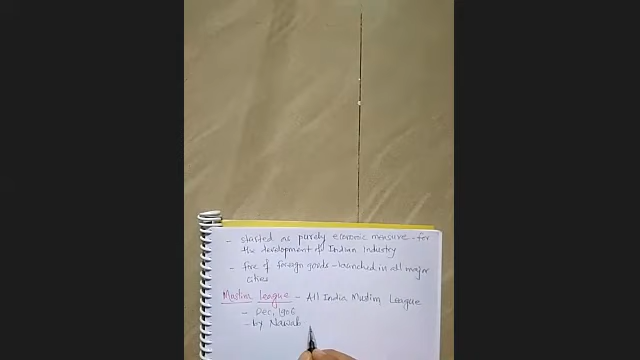 - started as purely economic measure - for
the development of Indian Industry
- fire of foreign goods - launched in all major
cities
Muslim League - All India Muslim League
- Dec, 1906
- by Nawab